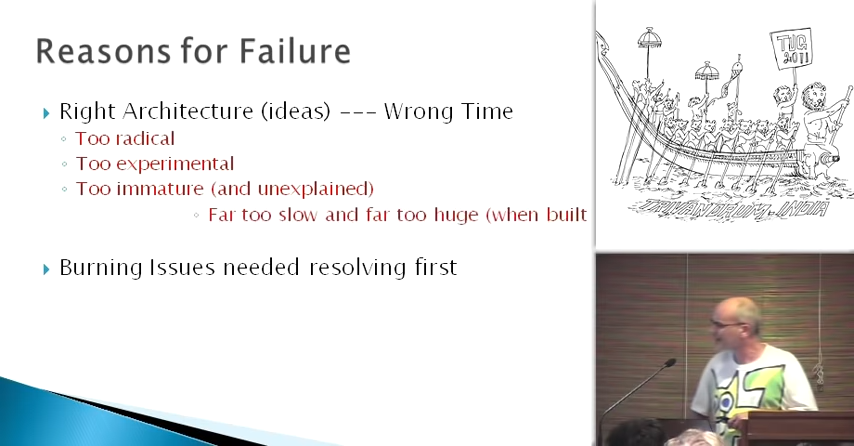 Reasons for Failure
Right Architecture (ideas) --- Wrong Time
Too radical
Too experimental
Too immature (and unexplained)
Far too slow and far too huge (when built
Burning Issues needed resolving first
TUG
2011
TRIVANDRUM, INDIA